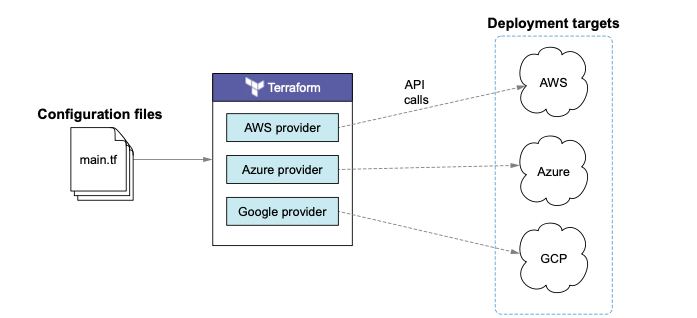 Deployment targets
Configuration files
main.tf
Terraform
AWS provider
Azure provider
Google provider
API
calls
AWS
Azure
GCP